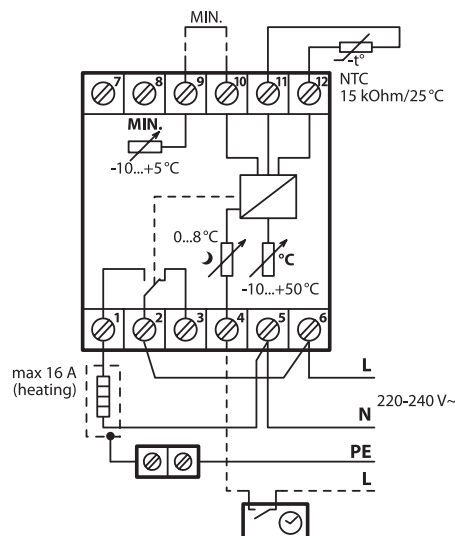 MIN.
-t°
NTC
15 kOhm/25 °C
7 8 9 10 11 12
MIN.
-10...+5 °C
0...8 °C
°C
-10...+50 °C
1 2 3 4 5 6
max 16 A
(heating)
L
220-240 V~
N
PE
L